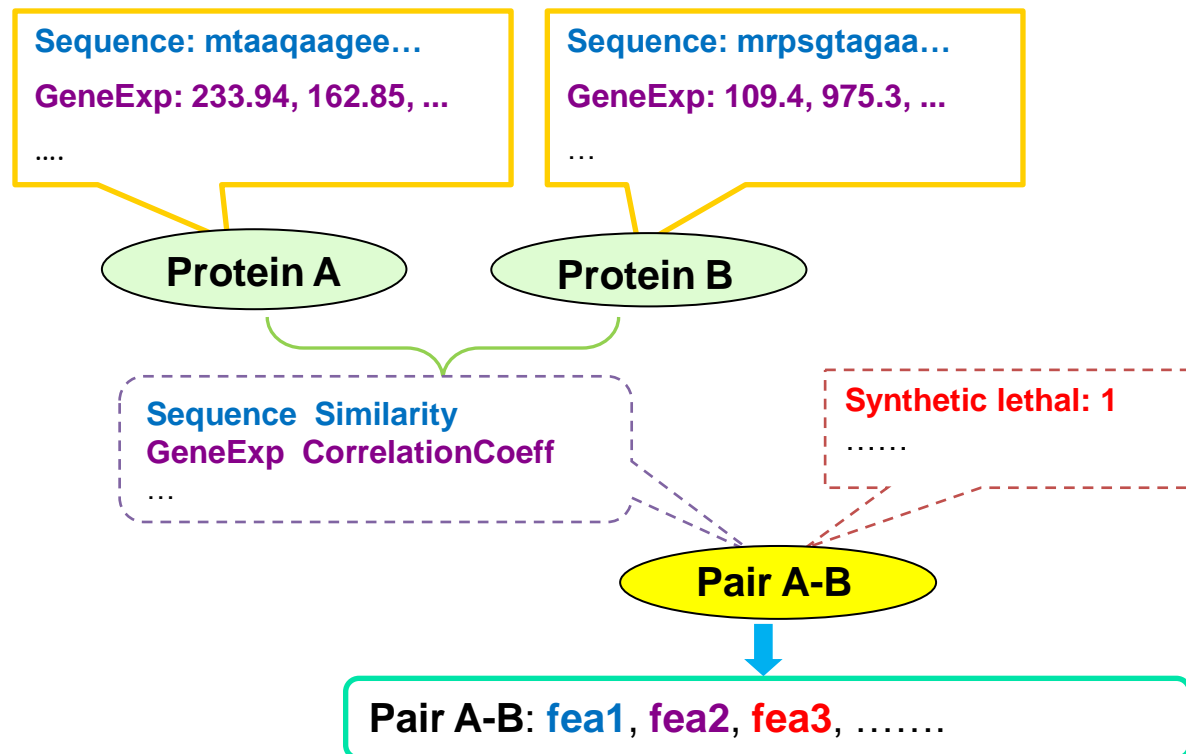 Sequence: mtaaqaagee…
GeneExp: 233.94, 162.85, ...
....
Sequence: mrpsgtagaa…
GeneExp: 109.4, 975.3, ...
…
Protein A
Protein B
Sequence Similarity
GeneExp CorrelationCoeff
…
Synthetic lethal: 1
……
Pair A-B
Pair A-B: fea1, fea2, fea3, …….